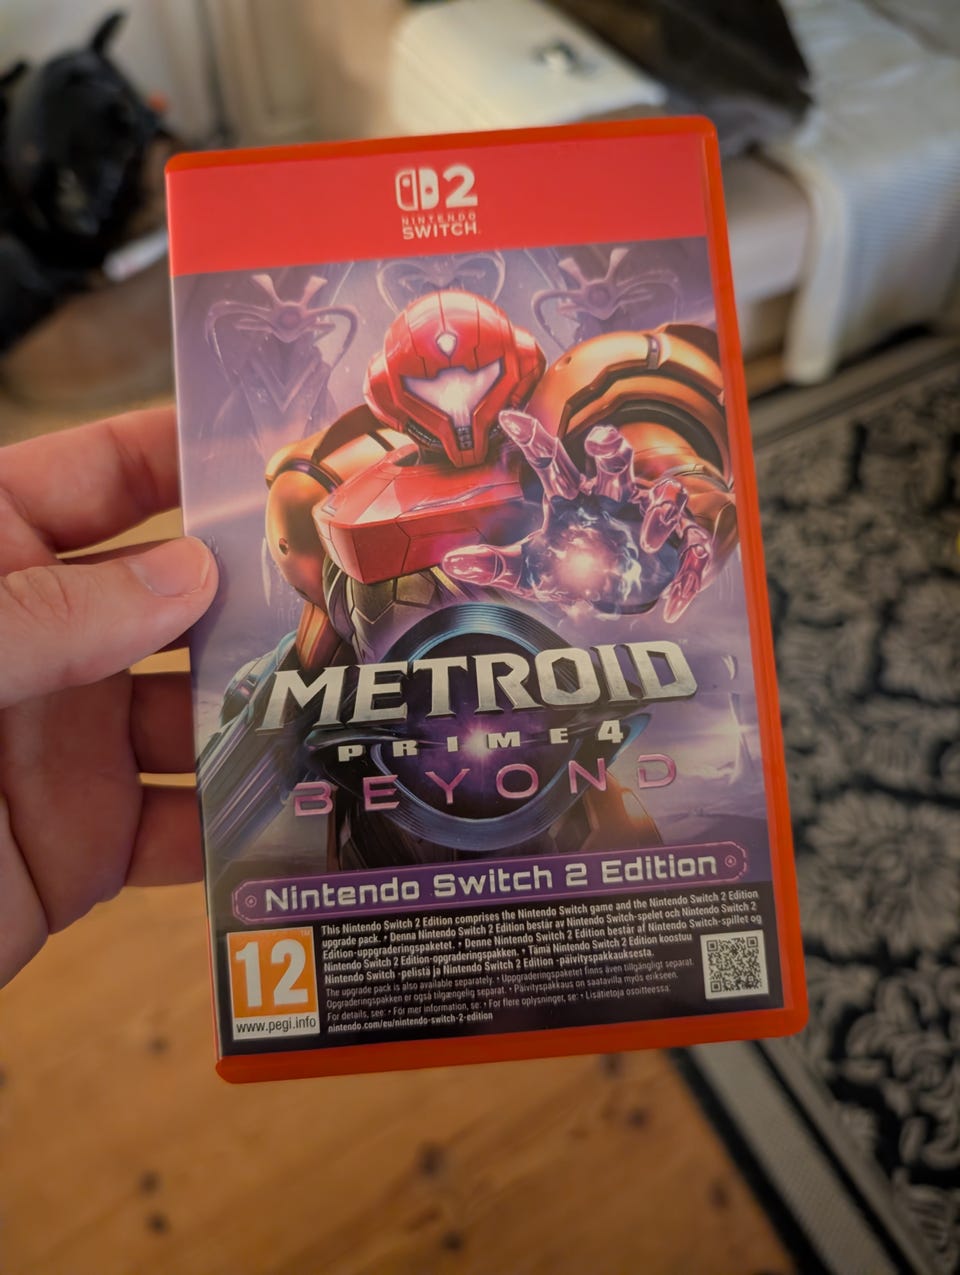 2
NINTENDO
SWITCH™
METROID™
PRIME 4
BEYOND
Nintendo Switch 2 Edition
This Nintendo Switch 2 Edition comprises the Nintendo Switch game and the Nintendo Switch 2 Edition
upgrade pack. • Denna Nintendo Switch 2 Edition består av Nintendo Switch-spelet och Nintendo Switch 2
Edition-uppgraderingspaketet. • Denne Nintendo Switch 2 Edition består af Nintendo Switch-spillet og
Nintendo Switch 2 Edition-opgraderingspakken. • Tämä Nintendo Switch 2 Edition koostuu
Nintendo Switch -pelistä ja Nintendo Switch 2 Edition -päivityspakkauksesta.
The upgrade pack is also available separately. • Uppgraderingspaketet finns även tillgängligt separat.
Opgraderingspakken er også tilgængelig separat. • Päivityspakkaus on saatavilla myös erikseen.
For details, see: • För mer information, se: • For flere oplysninger, se: • Lisätietoja osoitteessa:
nintendo.com/eu/nintendo-switch-2-edition
12
www.pegi.info